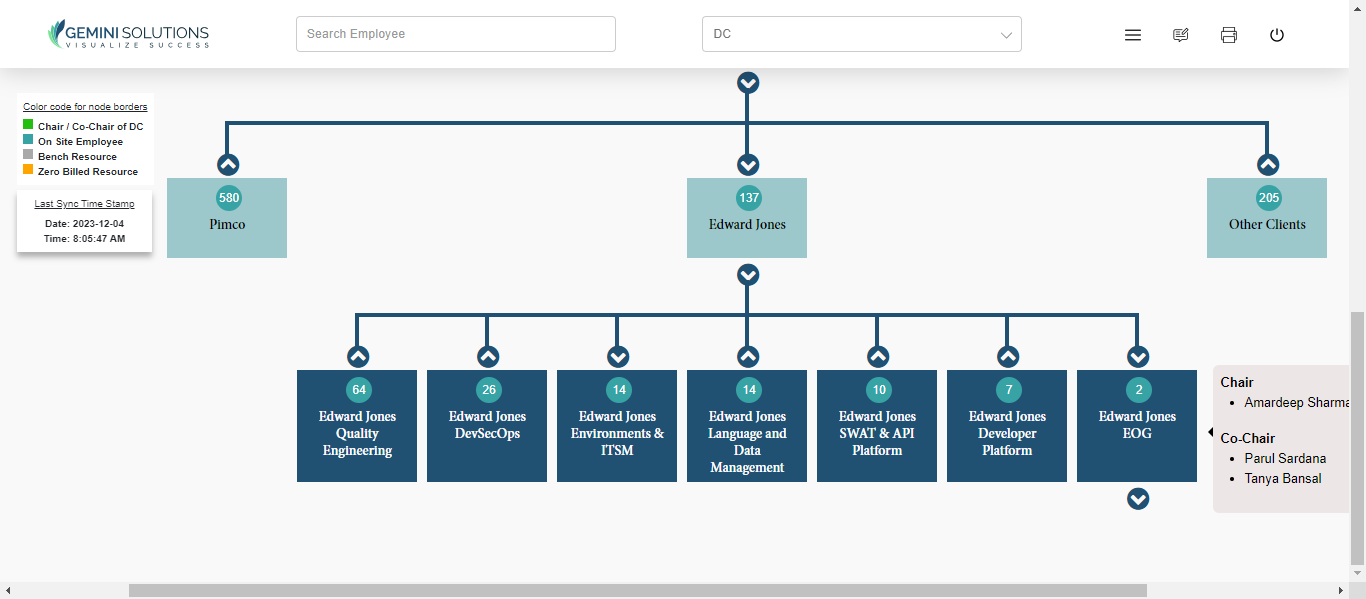 GEMINI SOLUTIONS
VISUALIZE SUCCESS
Search Employee
DC
Color code for node borders
Chair / Co-Chair of DC
On Site Employee
Bench Resource
Zero Billed Resource
Last Sync Time Stamp
Date: 2023-12-04
Time: 8:05:47 AM
580
Pimco
137
Edward Jones
205
Other Clients
64
Edward Jones
Quality
Engineering
26
Edward Jones
DevSecOps
14
Edward Jones
Environments &
ITSM
14
Edward Jones
Language and
Data
Management
10
Edward Jones
SWAT & API
Platform
7
Edward Jones
Developer
Platform
2
Edward Jones
EOG
Chair
Amardeep Sharma
Co-Chair
Parul Sardana
Tanya Bansal